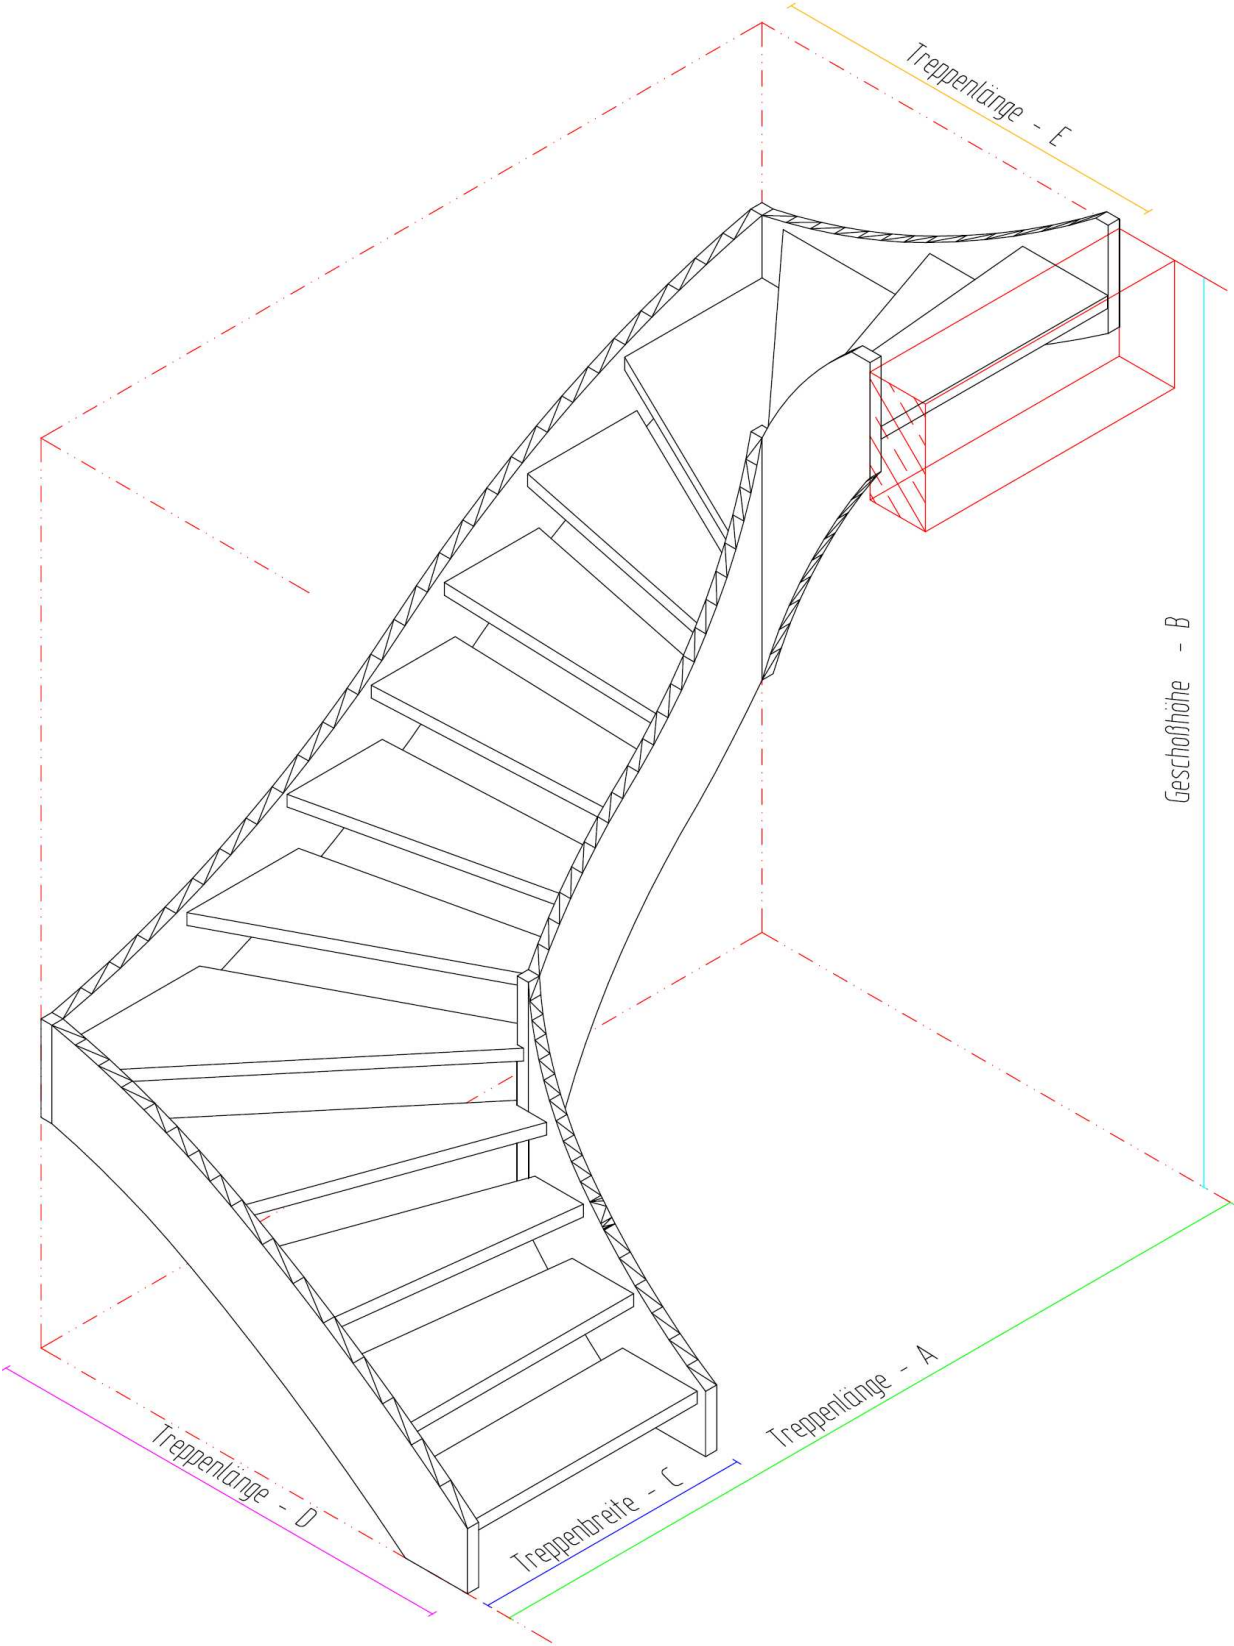 Treppenlänge - E
Geschoßhöhe - B
Treppenlänge - A
Treppenbreite - C
Treppenlänge - D